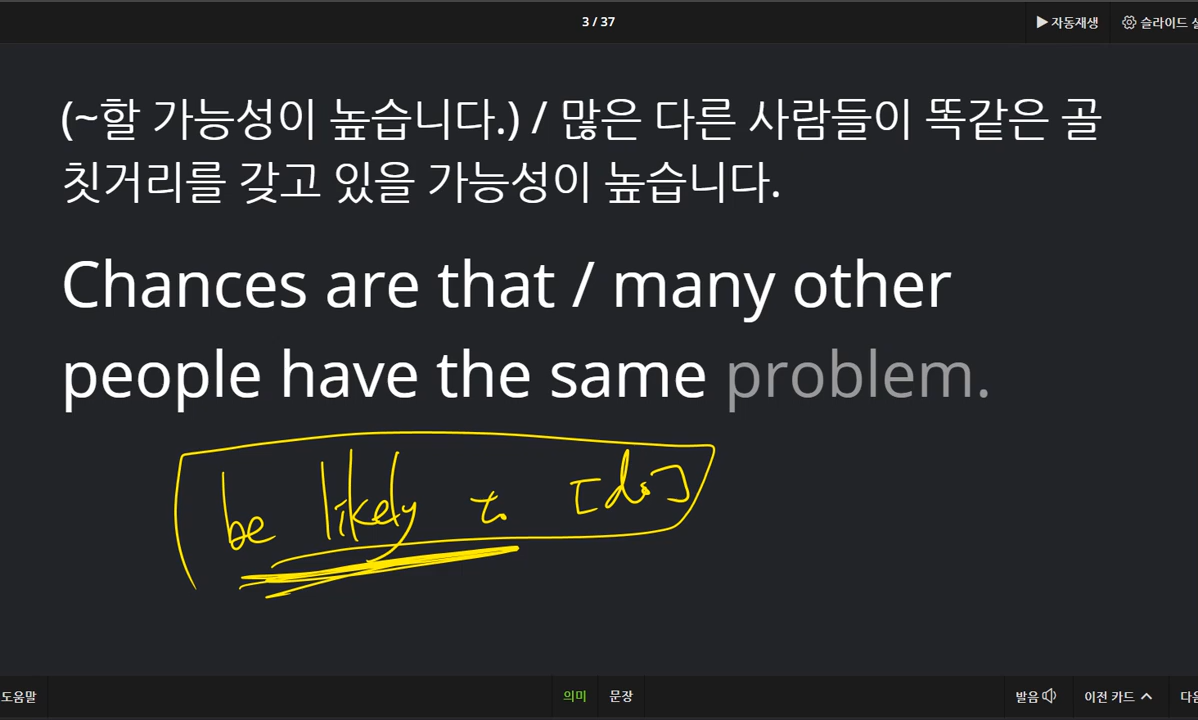 3 / 37
▶ 자동재생
슬라이드
(~할 가능성이 높습니다.) / 많은 다른 사람들이 똑같은 골
칫거리를 갖고 있을 가능성이 높습니다.
Chances are that / many other
people have the same problem.
be likely to [do]
도움말
의미
문장
발음
이전 카드